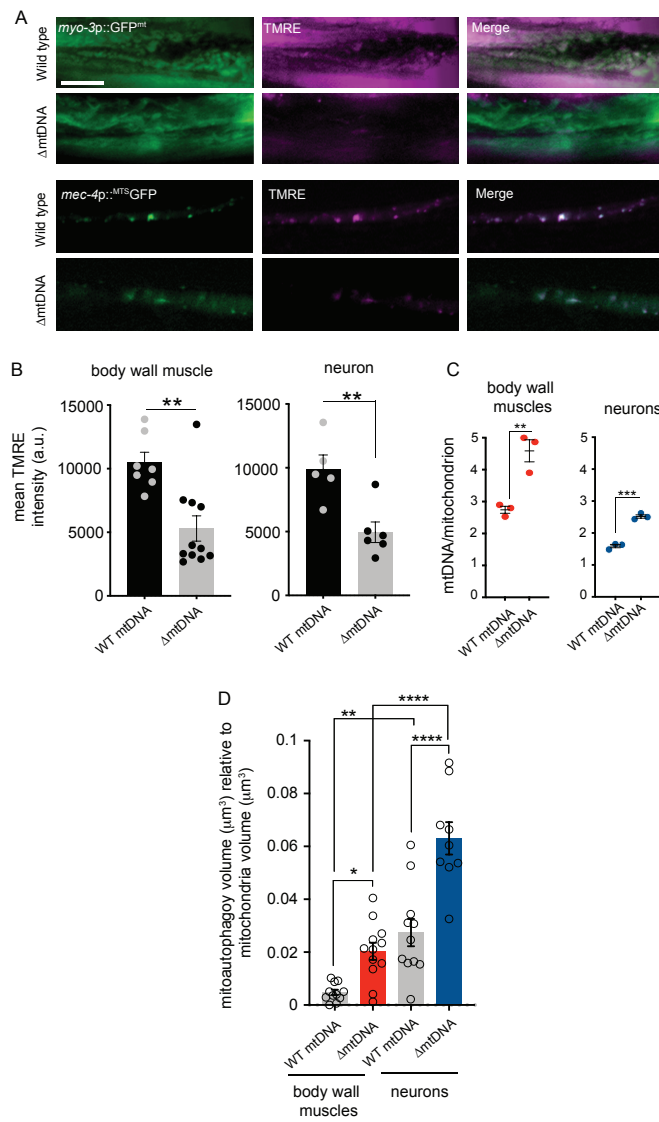 A
myo-3p::GFPmt
TMRE
Merge
Wild type
ΔmtDNA
mec-4p::MTSGFP
TMRE
Merge
Wild type
ΔmtDNA
B
body wall muscle
neuron
mean TMRE
intensity (a.u.)
15000
10000
5000
0
**
WT mtDNA
ΔmtDNA
15000
10000
5000
0
**
WT mtDNA
ΔmtDNA
C
body wall
muscles
neurons
mtDNA/mitochondrion
5
4
3
2
1
0
**
WT mtDNA
ΔmtDNA
5
4
3
2
1
0
***
WT mtDNA
ΔmtDNA
D
mitoautophagoy volume (μm³) relative to
mitochondria volume (μm³)
0.1
0.08
0.06
0.04
0.02
0
****
**
****
*
WT mtDNA
ΔmtDNA
WT mtDNA
ΔmtDNA
body wall
muscles
neurons